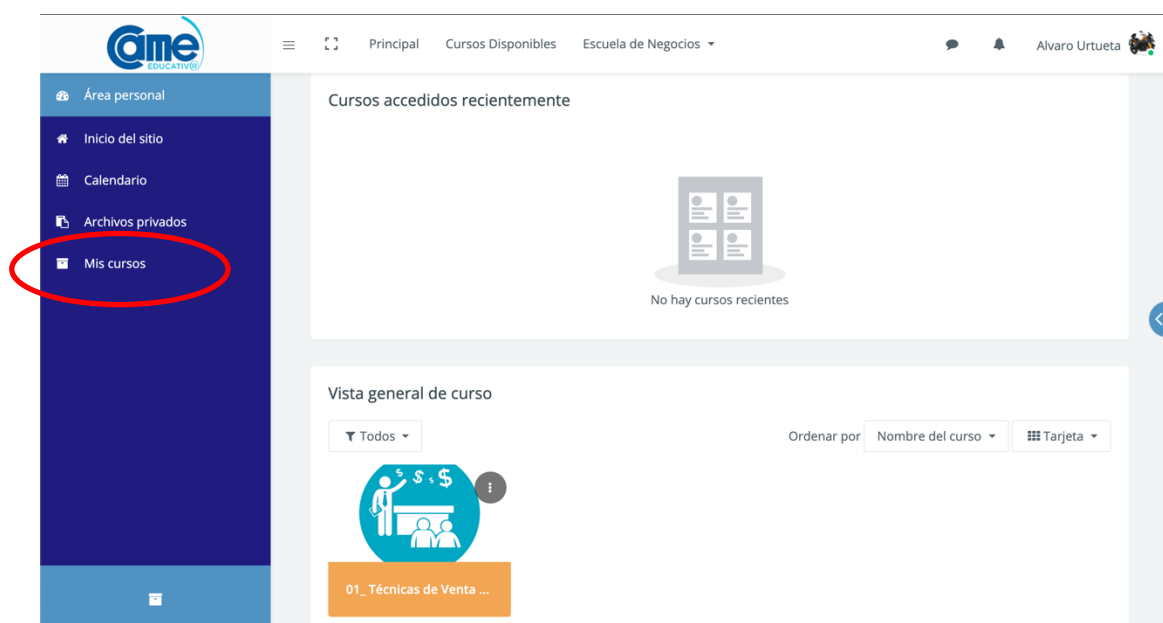 Came
EDUCATIV@
Principal Cursos Disponibles Escuela de Negocios
Alvaro Urtueta
Área personal
Inicio del sitio
Calendario
Archivos privados
Mis cursos
Cursos accedidos recientemente
No hay cursos recientes
Vista general de curso
Todos
Ordenar por Nombre del curso Tarjeta
$ $ $ $
01_ Técnicas de Venta ...